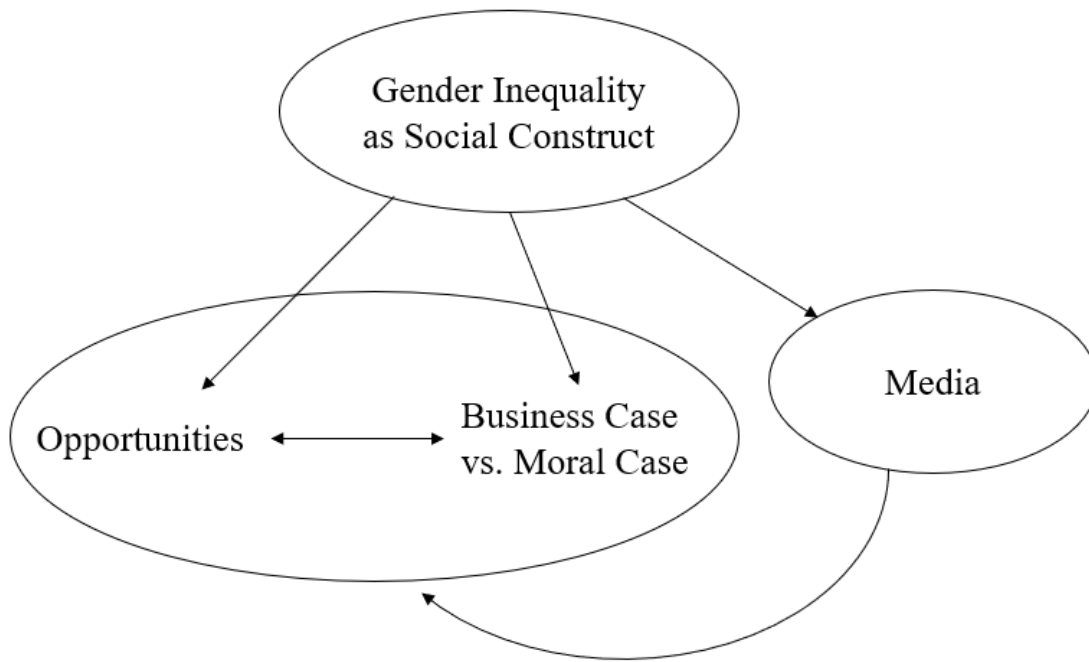 Gender Inequality
as Social Construct
Opportunities
Business Case
vs. Moral Case
Media